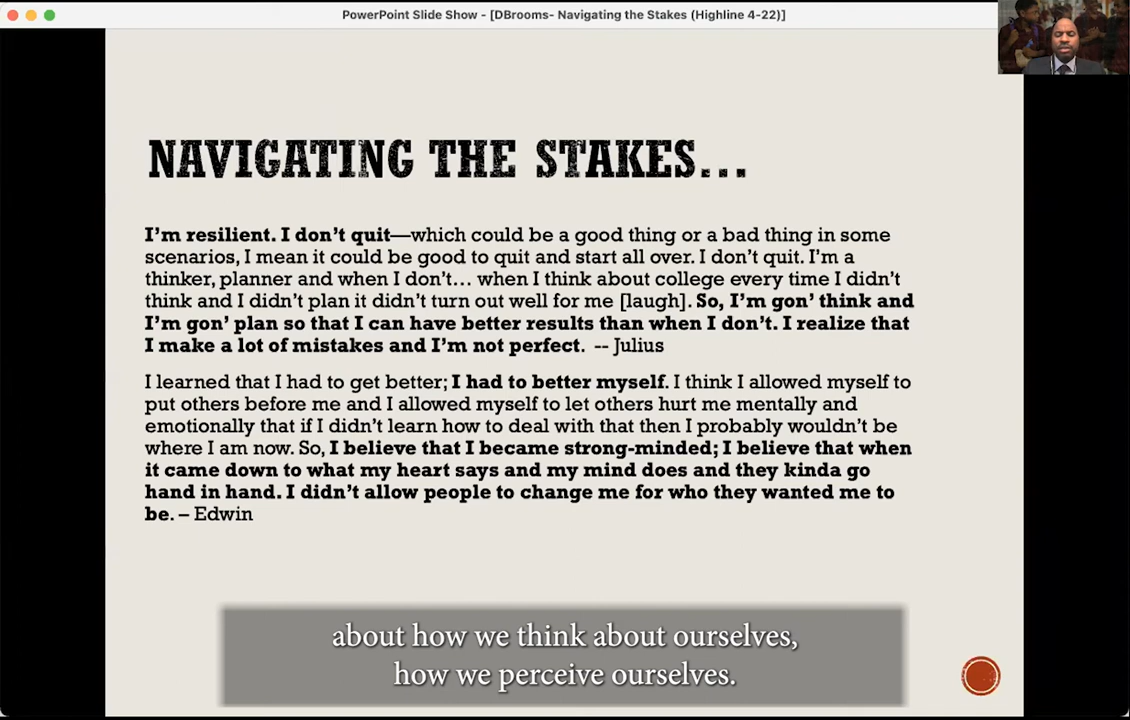 PowerPoint Slide Show - [DBrooms- Navigating the Stakes (Highline 4-22)]
NAVIGATING THE STAKES...
I'm resilient. I don't quit—which could be a good thing or a bad thing in some
scenarios, I mean it could be good to quit and start all over. I don't quit. I'm a
thinker, planner and when I don't... when I think about college every time I didn't
think and I didn't plan it didn't turn out well for me [laugh]. So, I'm gon' think and
I'm gon' plan so that I can have better results than when I don't. I realize that
I make a lot of mistakes and I'm not perfect. -- Julius
I learned that I had to get better; I had to better myself. I think I allowed myself to
put others before me and I allowed myself to let others hurt me mentally and
emotionally that if I didn't learn how to deal with that then I probably wouldn't be
where I am now. So, I believe that I became strong-minded; I believe that when
it came down to what my heart says and my mind does and they kinda go
hand in hand. I didn't allow people to change me for who they wanted me to
be. – Edwin
about how we think about ourselves,
how we perceive ourselves.